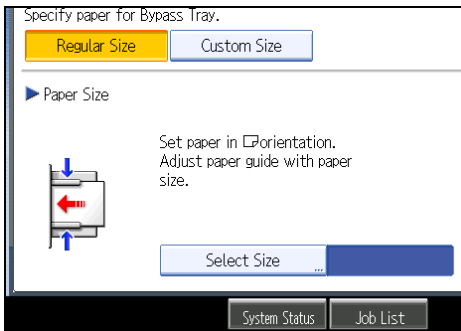 Specify paper for Bypass Tray.
Regular Size Custom Size
Paper Size
Set paper in orientation.
Adjust paper guide with paper
size.
Select Size ...
System Status Job List